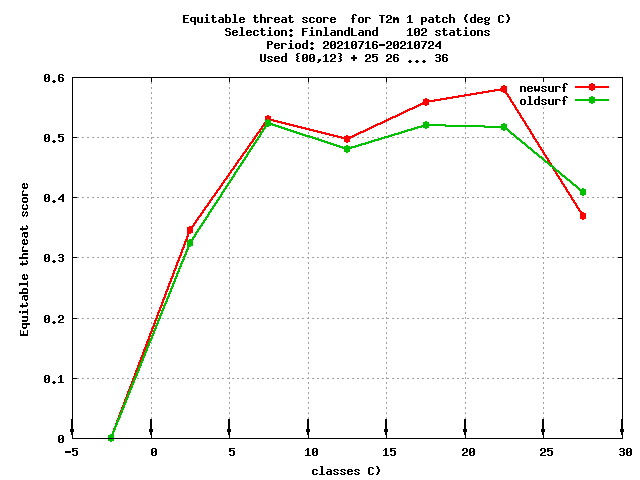 Equitable threat score  for T2m 1 patch (deg C)
Selection: FinlandLand    102 stations
Period: 20210716-20210724
Used {00,12} + 25 26 ... 36
newsurf
oldsurf
Equitable threat score
0.6
0.5
0.4
0.3
0.2
0.1
0
-5 0 5 10 15 20 25 30
classes C)